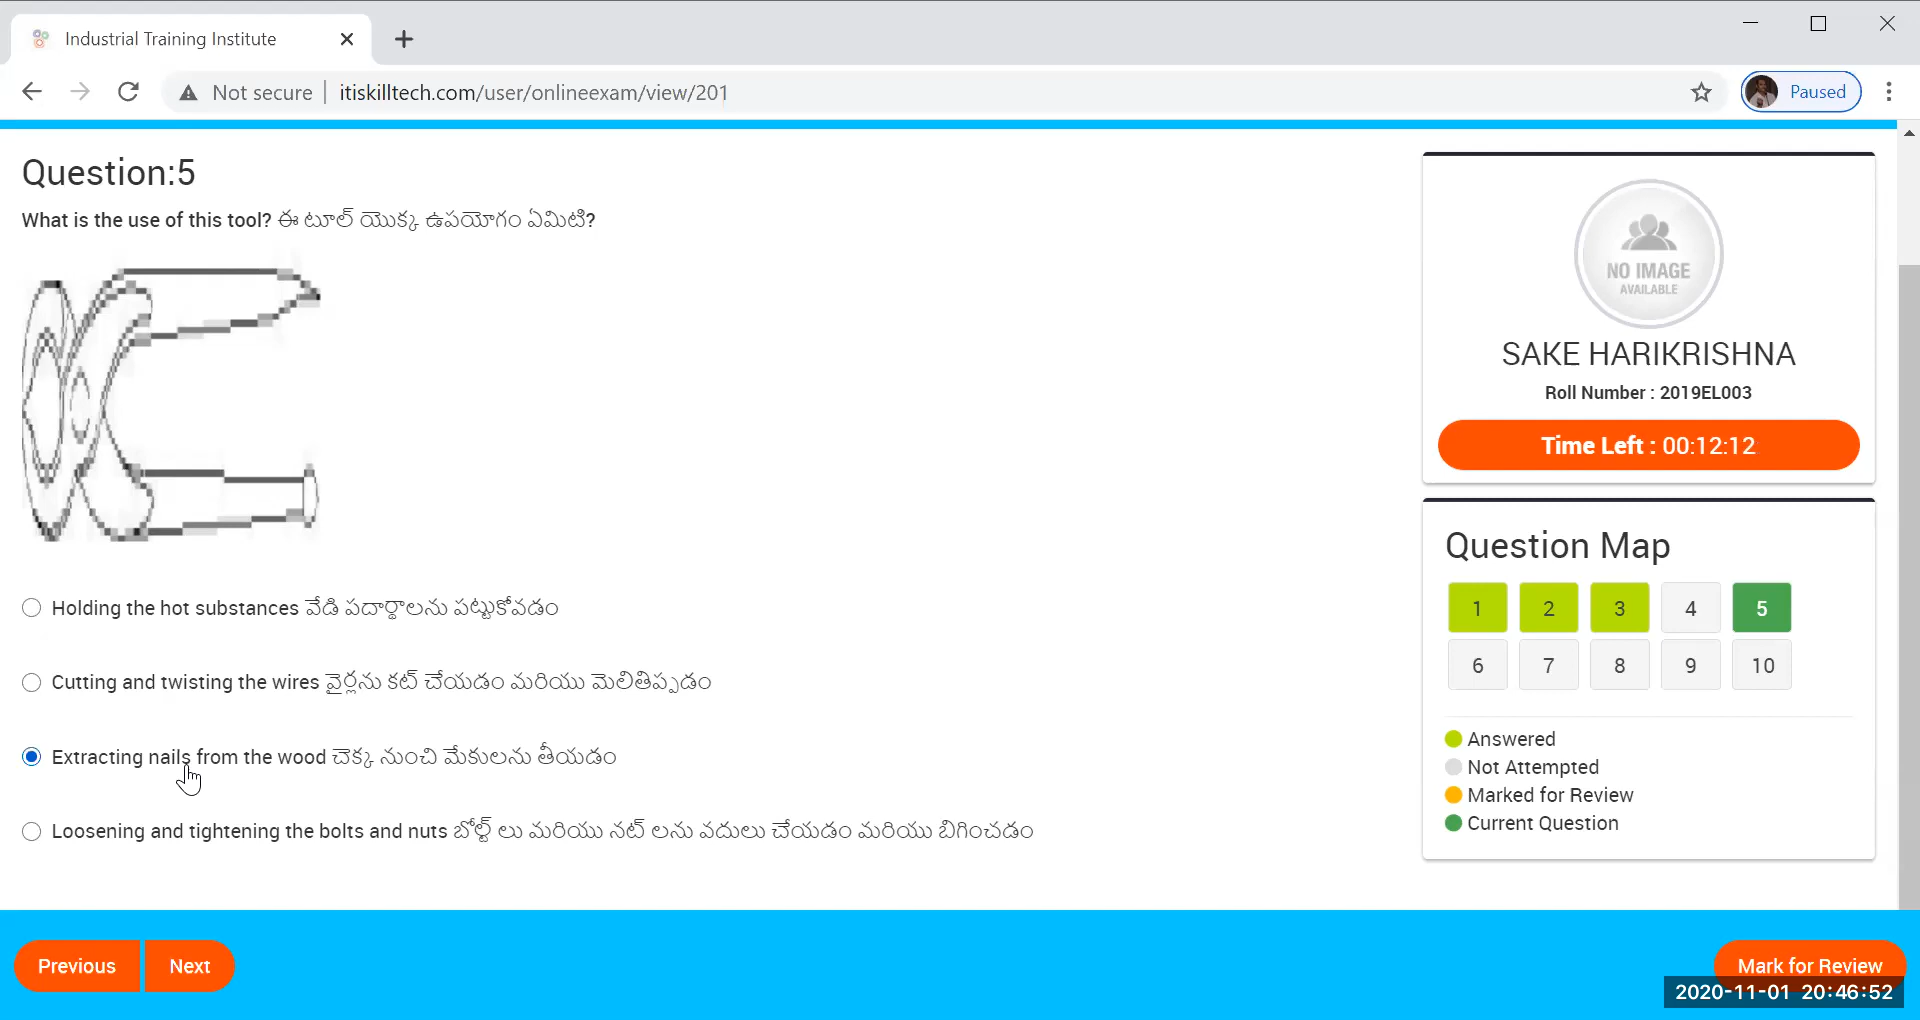 Industrial Training Institute
Not secure | itiskilltech.com/user/onlineexam/view/201
Paused
Question:5
What is the use of this tool? ఈ టూల్ యొక్క ఉపయోగం ఏమిటి?
Holding the hot substances వేడి పదార్థాలను పట్టుకోవడం
Cutting and twisting the wires వైర్లను కట్ చేయడం మరియు మెలితిప్పడం
Extracting nails from the wood చెక్క నుంచి మేకులను తీయడం
Loosening and tightening the bolts and nuts బోల్ట్ లు మరియు నట్ లను వదులు చేయడం మరియు బిగించడం
Previous
Next
NO IMAGE
AVAILABLE
SAKE HARIKRISHNA
Roll Number : 2019EL003
Time Left : 00:12:12
Question Map
1 2 3 4 5
6 7 8 9 10
Answered
Not Attempted
Marked for Review
Current Question
Mark for Review
2020-11-01 20:46:52